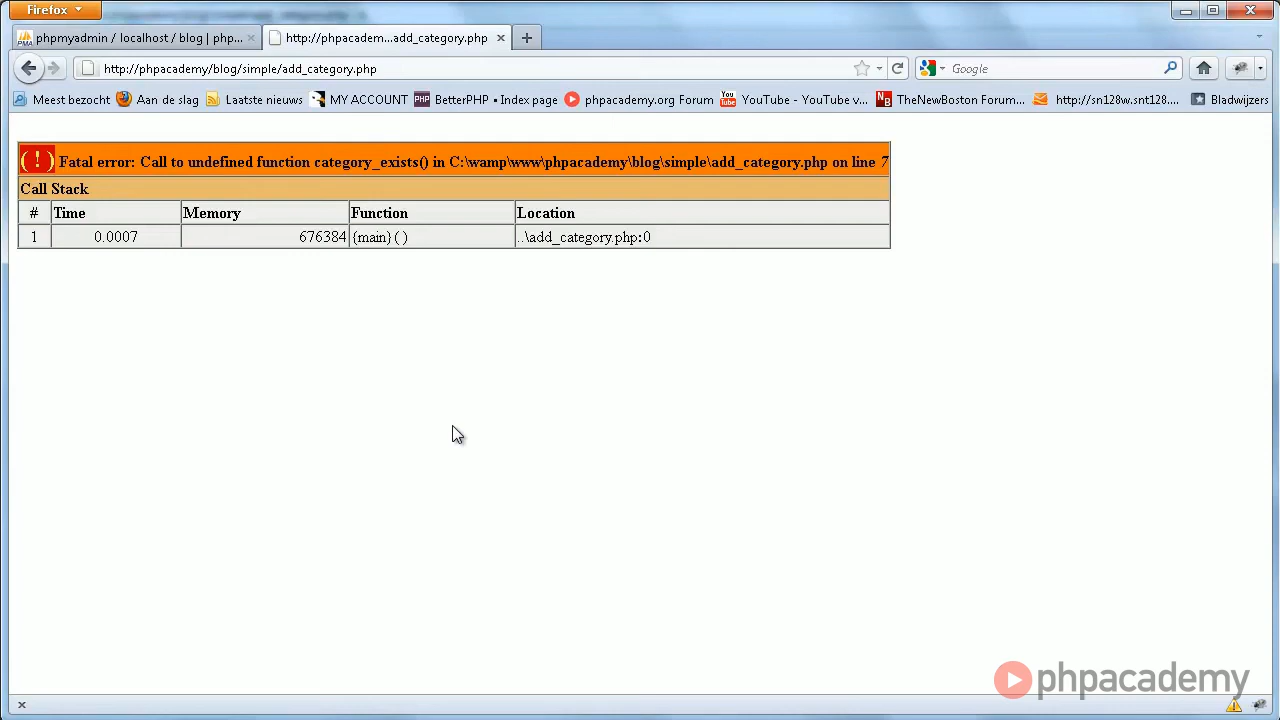 Firefox
phpmyadmin / localhost / blog | php...
http://phpacadem...add_category.php
http://phpacademy/blog/simple/add_category.php
Google
Meest bezocht
Aan de slag
Laatste nieuws
MY ACCOUNT
PHP
BetterPHP • Index page
phpacademy.org Forum
You
YouTube - YouTube v...
NB
TheNewBoston Forum...
http://sn128w.snt128....
Bladwijzers
( ! ) Fatal error: Call to undefined function category_exists() in C:\wamp\www\phpacademy\blog\simple\add_category.php on line 7
Call Stack
# Time Memory Function Location
1 0.0007 676384 {main}( ) ..\add_category.php:0
phpacademy